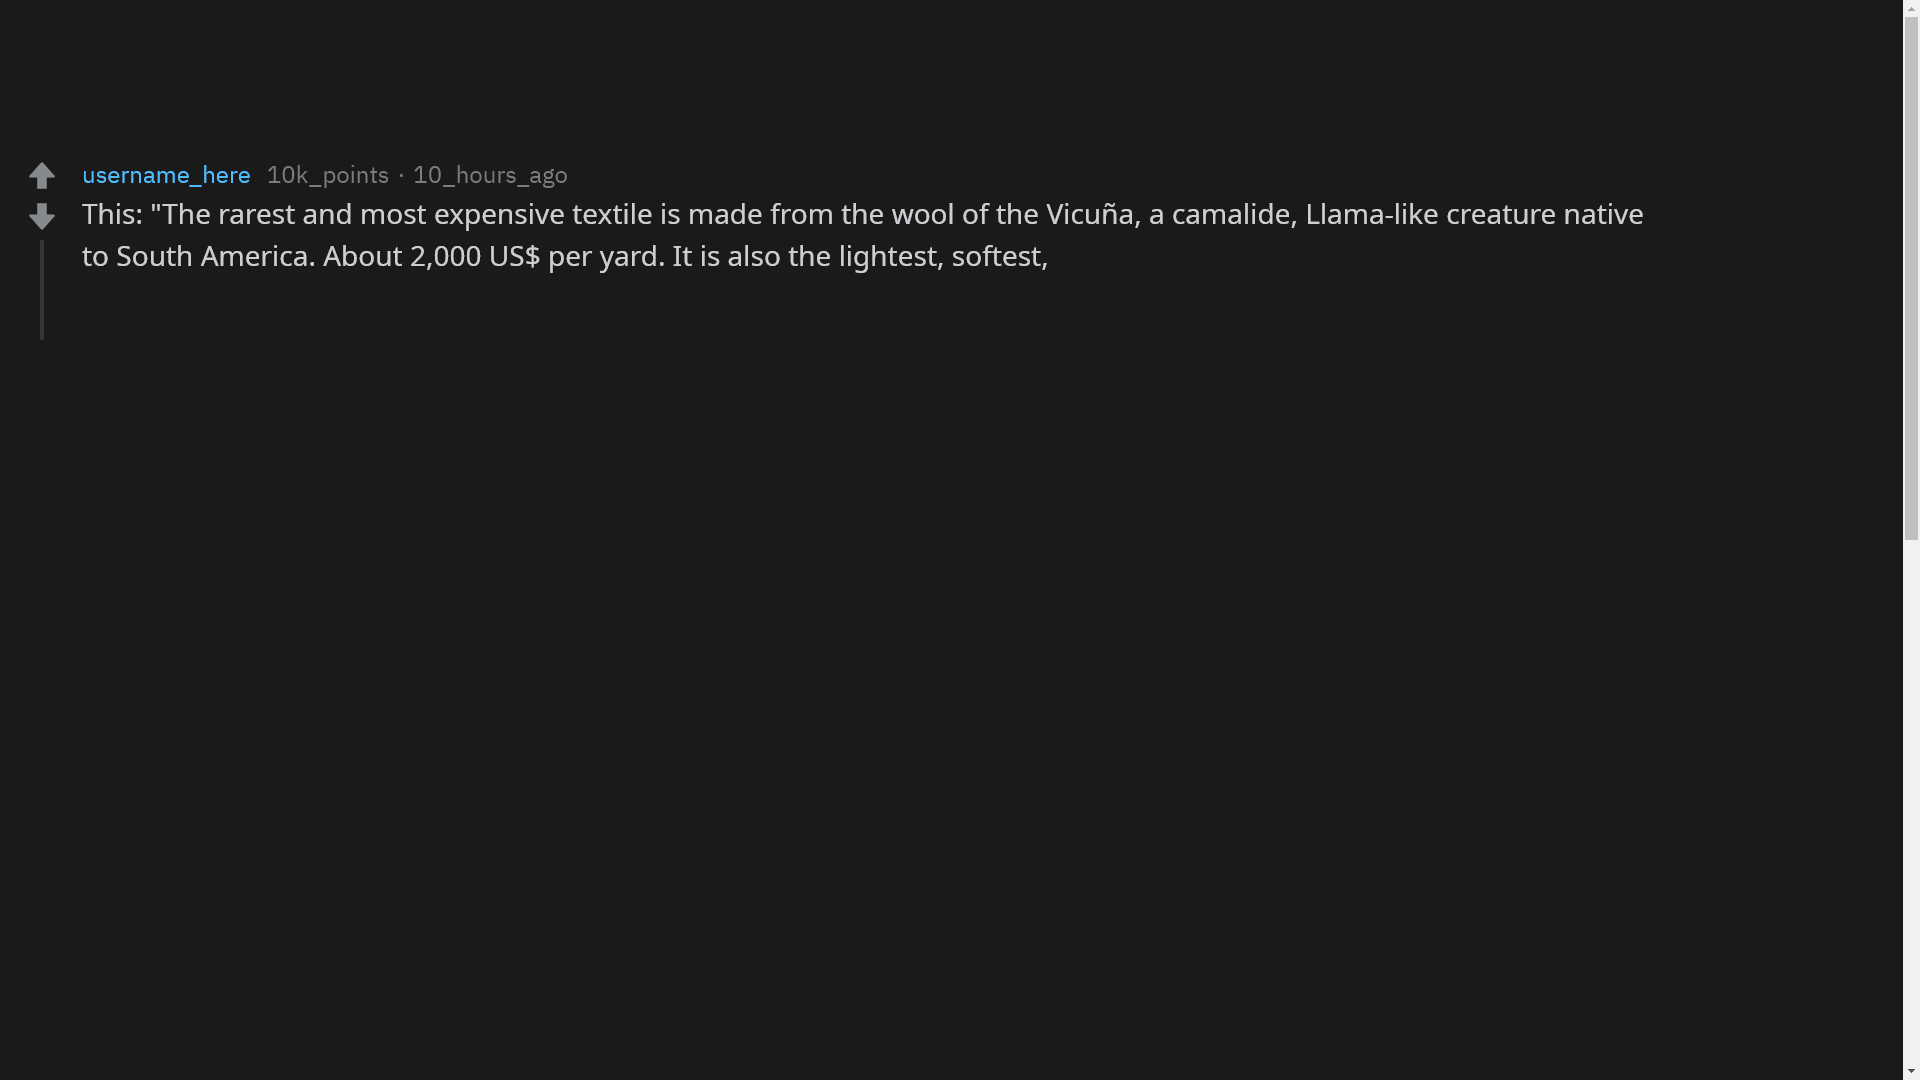 username_here 10k_points · 10_hours_ago
This: "The rarest and most expensive textile is made from the wool of the Vicuña, a camalide, Llama-like creature native
to South America. About 2,000 US$ per yard. It is also the lightest, softest,